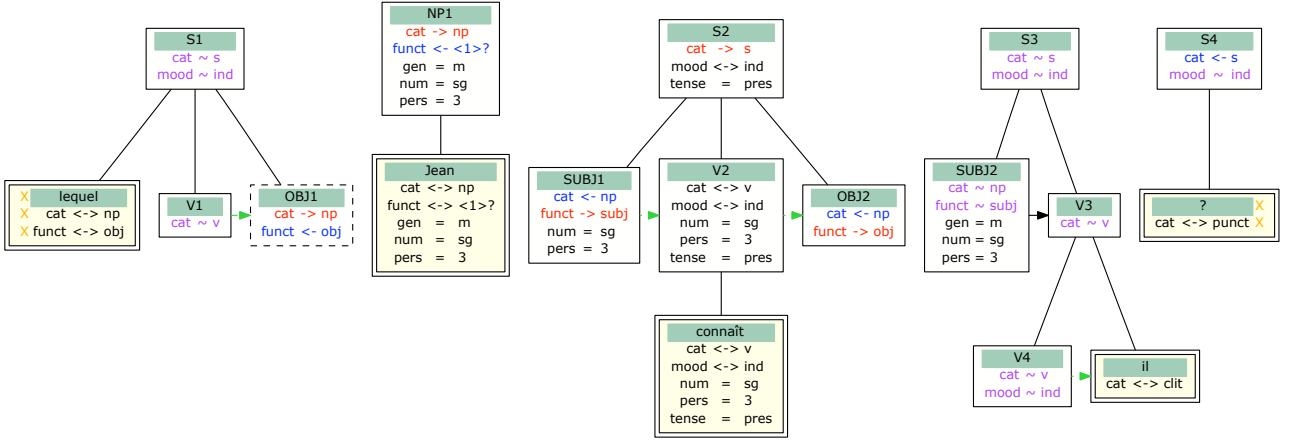 S1
cat ~ s
mood ~ ind
X lequel
X cat <-> np
X funct <-> obj
V1
cat ~ v
OBJ1
cat -> np
funct <- obj
NP1
cat -> np
funct <- <1>?
gen = m
num = sg
pers = 3
Jean
cat <-> np
funct <-> <1>?
gen = m
num = sg
pers = 3
S2
cat -> s
mood <-> ind
tense = pres
SUBJ1
cat <- np
funct -> subj
num = sg
pers = 3
V2
cat <-> v
mood <-> ind
num = sg
pers = 3
tense = pres
OBJ2
cat <- np
funct -> obj
connaît
cat <-> v
mood <-> ind
num = sg
pers = 3
tense = pres
S3
cat ~ s
mood ~ ind
SUBJ2
cat ~ np
funct ~ subj
gen = m
num = sg
pers = 3
V3
cat ~ v
V4
cat ~ v
mood ~ ind
il
cat <-> clit
S4
cat <- s
mood ~ ind
? X
cat <-> punct X